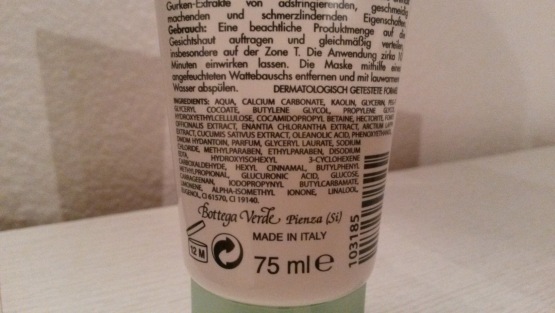 Gurken-Extrakte von adstringierenden, geschmeidig
machenden und schmerzlindernden Eigenschaften
Gebrauch: Eine beachtliche Produktmenge auf das
Gesichtshaut auftragen und gleichmäßig verteilen,
insbesondere auf der Zone T. Die Anwendung zirka 10
Minuten einwirken lassen. Die Maske mithilfe eines
angefeuchteten Wattebauschs entfernen und mit lauwarmem
Wasser abspülen. DERMATOLOGISCH GETESTETE FORMEL
INGREDIENTS: AQUA, CALCIUM CARBONATE, KAOLIN, GLYCERIN,
GLYCERYL COCOATE, BUTYLENE GLYCOL, PROPYLENE GLYCOL,
HYDROXYETHYLCELLULOSE, COCAMIDOPROPYL BETAINE, HECTORITE,
OFFICINALIS EXTRACT, ENANTIA CHLORANTHA EXTRACT, ARCTIUM LAPPA
EXTRACT, CUCUMIS SATIVUS EXTRACT, OLEANOLIC ACID, PHENOXYETHANOL,
HYDANTOIN, PARFUM, GLYCERYL LAURATE, SODIUM
CHLORIDE, METHYLPARABEN, ETHYLPARABEN, DISODIUM
EDTA, HYDROXYISOHEXYL 3-CYCLOHEXENE
CARBOXALDEHYDE, HEXYL CINNAMAL, BUTYLPHENYL
METHYLPROPIONAL, GLUCURONIC ACID, GLUCOSE,
CARRAGEENAN, IODOPROPYNYL BUTYLCARBAMATE,
LIMONENE, ALPHA-ISOMETHYL IONONE, LINALOOL,
EUGENOL, CI 61570, CI 19140.
Bottega Verde Pienza (Si)
MADE IN ITALY
12 M
75 ml e
103185